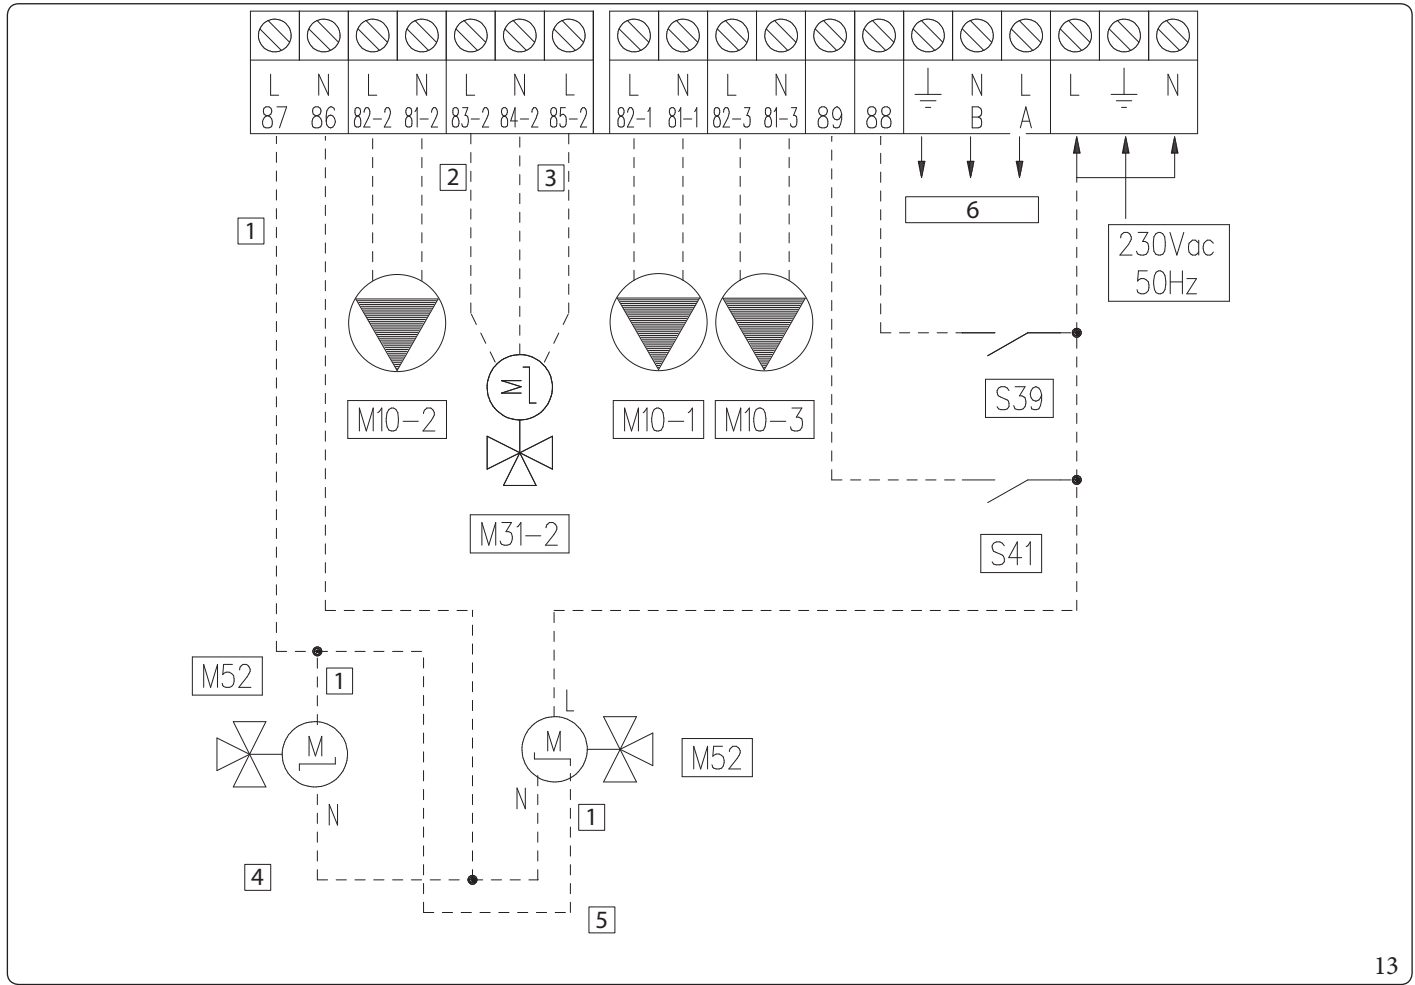 L N L N L N L L N L N N L L N
87 86 82-2 81-2 83-2 84-2 85-2 82-1 81-1 82-3 81-3 89 88 B A
2 3
1
6
230Vac
50Hz
M
S39
M10-2 M10-1 M10-3
M31-2
S41
M52
1
L
M M
M52
N
N
1
4
5
13